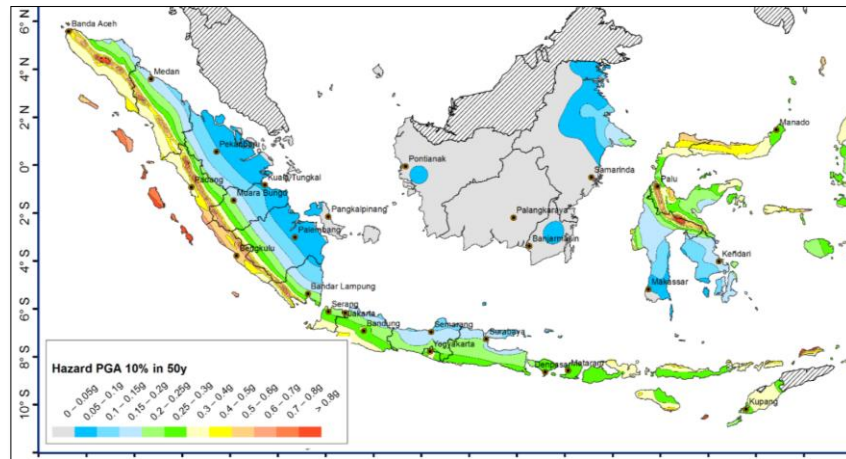 6° N
4° N
2° N
0°
2° S
4° S
6° S
8° S
10° S
Banda Aceh
Medan
Pekanbaru
Kuala Tungkal
Padang
Muara Bungo
Pangkalpinang
Palembang
Bengkulu
Bandar Lampung
Pontianak
Samarinda
Palangkaraya
Banjarmasin
Manado
Palu
Kendari
Makassar
Serang
Jakarta
Bandung
Semarang
Surabaya
Yogyakarta
Denpasar
Mataram
Kupang
Hazard PGA 10% in 50y
0 – 0.05g
0.05 – 0.1g
0.1 – 0.15g
0.15 – 0.2g
0.2 – 0.25g
0.25 – 0.3g
0.3 – 0.4g
0.4 – 0.5g
0.5 – 0.6g
0.6 – 0.7g
0.7 – 0.8g
> 0.8g